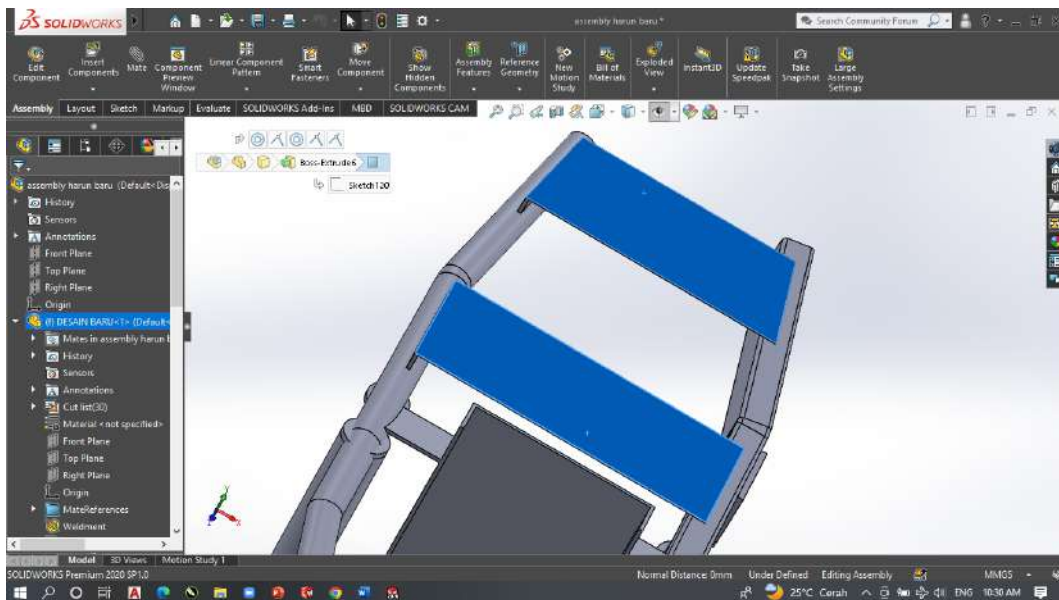 SOLIDWORKS
assembly harun baru *
Search Community Forum
Edit Component
Insert Components
Mate
Component Preview Window
Linear Component Pattern
Smart Fasteners
Move Component
Show Hidden Components
Assembly Features
Reference Geometry
New Motion Study
Bill of Materials
Exploded View
Instant3D
Update Speedpak
Take Snapshot
Large Assembly Settings
Assembly Layout Sketch Markup Evaluate SOLIDWORKS Add-Ins MBD SOLIDWORKS CAM
Boss-Extrude6
Sketch120
assembly harun baru (Default<Dis
History
Sensors
Annotations
Front Plane
Top Plane
Right Plane
Origin
(f) DESAIN BARU<1> (Default<
Mates in assembly harun b
History
Sensors
Annotations
Cut list(30)
Material <not specified>
Front Plane
Top Plane
Right Plane
Origin
MateReferences
Weldment
Model 3D Views Motion Study 1
SOLIDWORKS Premium 2020 SP1.0
Normal Distance: 0mm Under Defined Editing Assembly MMGS
25°C Cerah ENG 10:30 AM